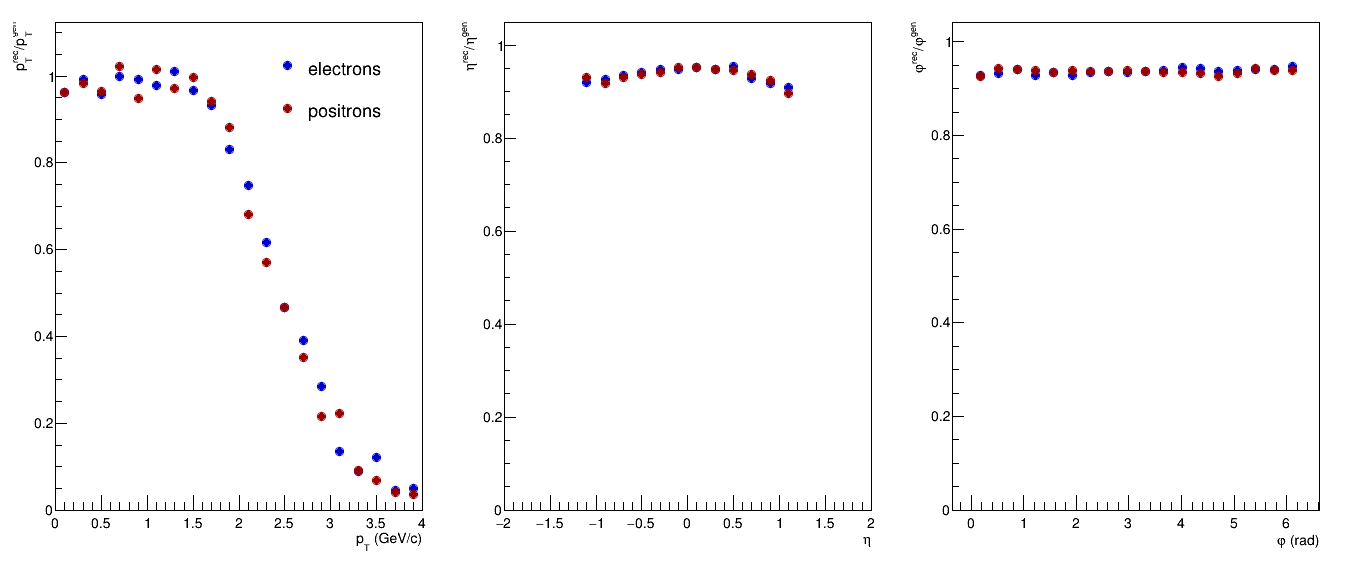 p_T^rec/p_T^gen
1
0.8
0.6
0.4
0.2
0
electrons
positrons
0 0.5 1 1.5 2 2.5 3 3.5 4
p_T (GeV/c)
η^rec/η^gen
1
0.8
0.6
0.4
0.2
0
−2 −1.5 −1 −0.5 0 0.5 1 1.5 2
η
φ^rec/φ^gen
1
0.8
0.6
0.4
0.2
0
0 1 2 3 4 5 6
φ (rad)